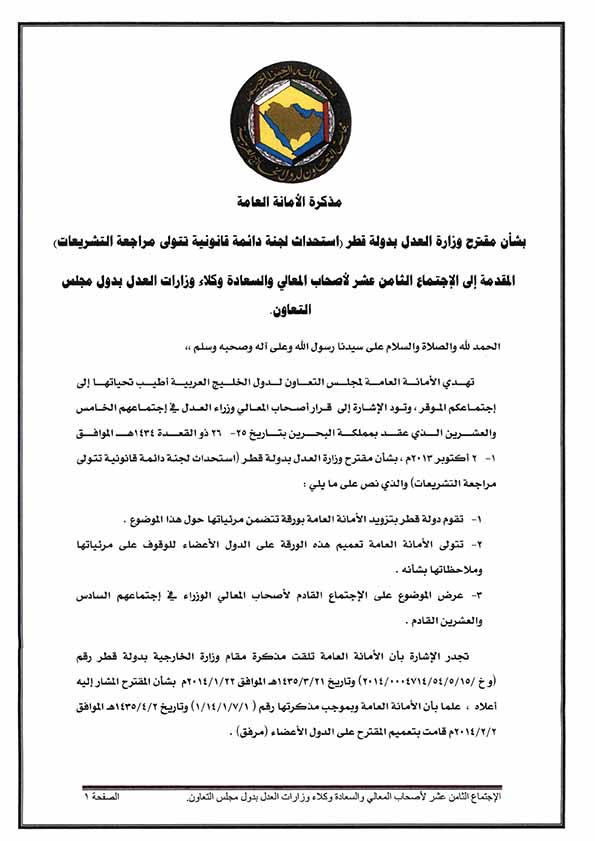 بسم الله الرحمن الرحيم
مجلس التعاون لدول الخليج العربية
مذكرة الأمانة العامة
بشأن مقترح وزارة العدل بدولة قطر (استحداث لجنة دائمة قانونية تتولى مراجعة التشريعات)
المقدمة إلى الإجتماع الثامن عشر لأصحاب المعالي والسعادة وكلاء وزارات العدل بدول مجلس
التعاون.
الحمد لله والصلاة والسلام على سيدنا رسول الله وعلى آله وصحبه وسلم ،،
تهدي الأمانة العامة لمجلس التعاون لدول الخليج العربية أطيب تحياتها إلى
إجتماعكم الموقر ، وتود الإشارة إلى قرار أصحاب المعالي وزراء العدل في إجتماعهم الخامس
والعشرين الذي عقد بمملكة البحرين بتاريخ ٢٥- ٢٦ ذو القعدة ١٤٣٤هـ الموافق
١- ٢ أكتوبر ٢٠١٣م ، بشأن مقترح وزارة العدل بدولة قطر (استحداث لجنة دائمة قانونية تتولى
مراجعة التشريعات) والذي نص على ما يلي :
١- تقوم دولة قطر بتزويد الأمانة العامة بورقة تتضمن مرئياتها حول هذا الموضوع .
٢- تتولى الأمانة العامة تعميم هذه الورقة على الدول الأعضاء للوقوف على مرئياتها
وملاحظاتها بشأنه .
٣- عرض الموضوع على الإجتماع القادم لأصحاب المعالي الوزراء في إجتماعهم السادس
والعشرين القادم .
تجدر الإشارة بأن الأمانة العامة تلقت مذكرة مقام وزارة الخارجية بدولة قطر رقم
(و خ /٢٠١٤/٠٠٠٤٧١٤/٥٤/٥/١٥) وتاريخ ١٤٣٥/٣/٢١هـ الموافق ٢٠١٤/١/٢٢م بشأن المقترح المشار إليه
أعلاه ، علما بأن الأمانة العامة وبموجب مذكرتها رقم ( ١/١٤/١/٧/١) وتاريخ ١٤٣٥/٤/٢هـ الموافق
٢٠١٤/٢/٢م قامت بتعميم المقترح على الدول الأعضاء (مرفق) .
الإجتماع الثامن عشر لأصحاب المعالي والسعادة وكلاء وزارات العدل بدول مجلس التعاون. الصفحة ١